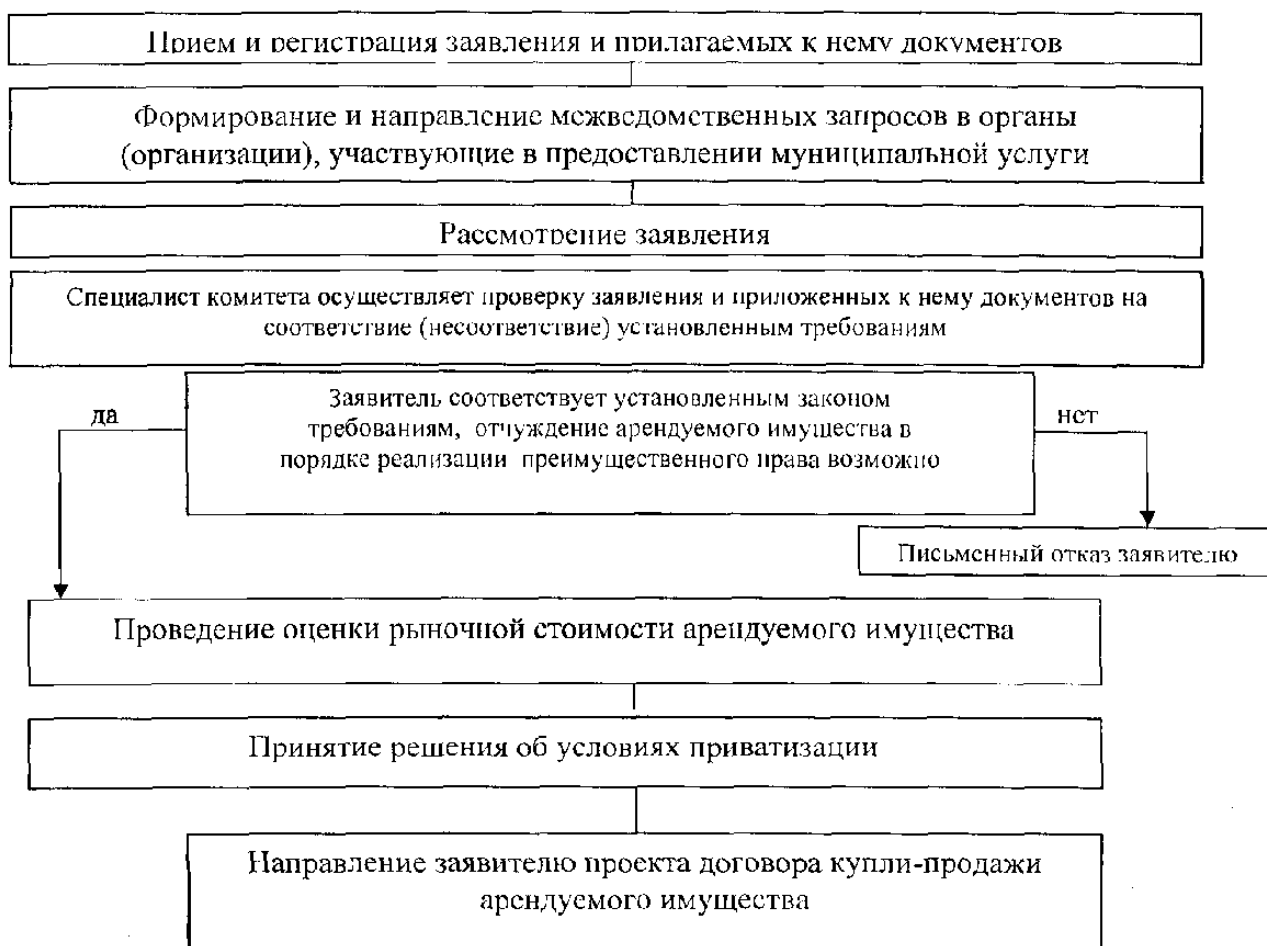 Прием и регистрация заявления и прилагаемых к нему документов
Формирование и направление межведомственных запросов в органы
(организации), участвующие в предоставлении муниципальной услуги
Рассмотрение заявления
Специалист комитета осуществляет проверку заявления и приложенных к нему документов на
соответствие (несоответствие) установленным требованиям
Заявитель соответствует установленным законом
требованиям, отчуждение арендуемого имущества в
порядке реализации преимущественного права возможно
да
нет
Письменный отказ заявителю
Проведение оценки рыночной стоимости арендуемого имущества
Принятие решения об условиях приватизации
Направление заявителю проекта договора купли-продажи
арендуемого имущества